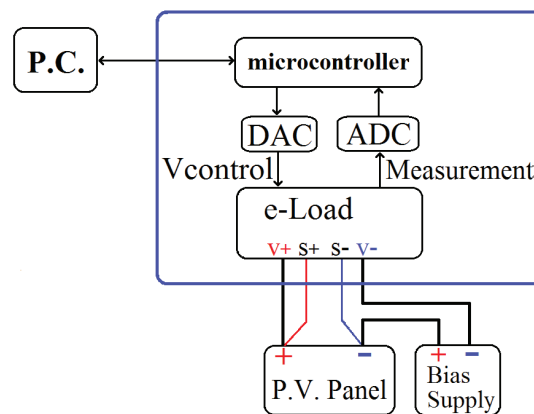 P.C.
microcontroller
DAC
ADC
Vcontrol
Measurement
e-Load
V+ S+ S- V-
+ -
P.V. Panel
+ -
Bias
Supply